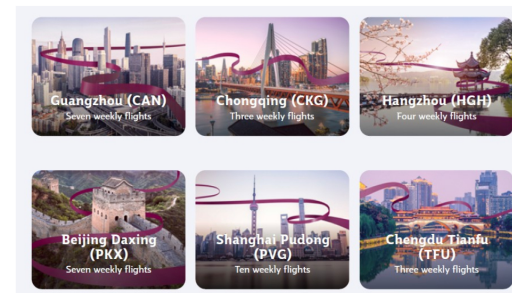 Guangzhou (CAN)
Seven weekly flights
Chongqing (CKG)
Three weekly flights
Hangzhou (HGH)
Four weekly flights
Beijing Daxing
(PKX)
Seven weekly flights
Shanghai Pudong
(PVG)
Ten weekly flights
Chengdu Tianfu
(TFU)
Three weekly flights